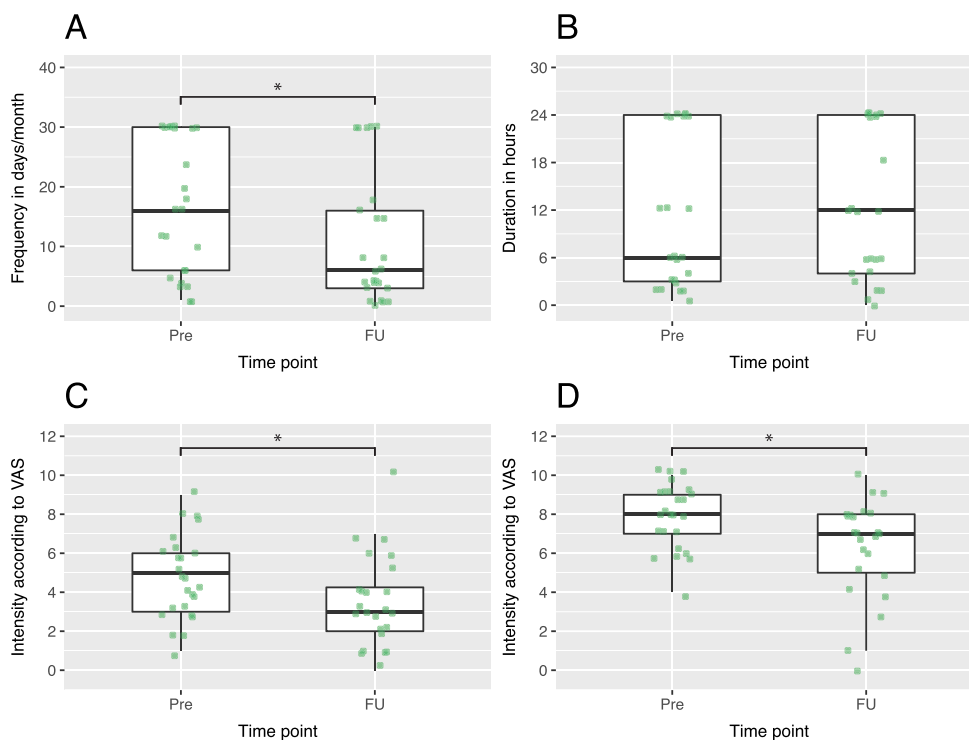 A
Frequency in days/month
40
30
20
10
0
*
Pre
FU
Time point
B
Duration in hours
30
24
18
12
6
0
Pre
FU
Time point
C
Intensity according to VAS
12
10
8
6
4
2
0
*
Pre
FU
Time point
D
Intensity according to VAS
12
10
8
6
4
2
0
*
Pre
FU
Time point